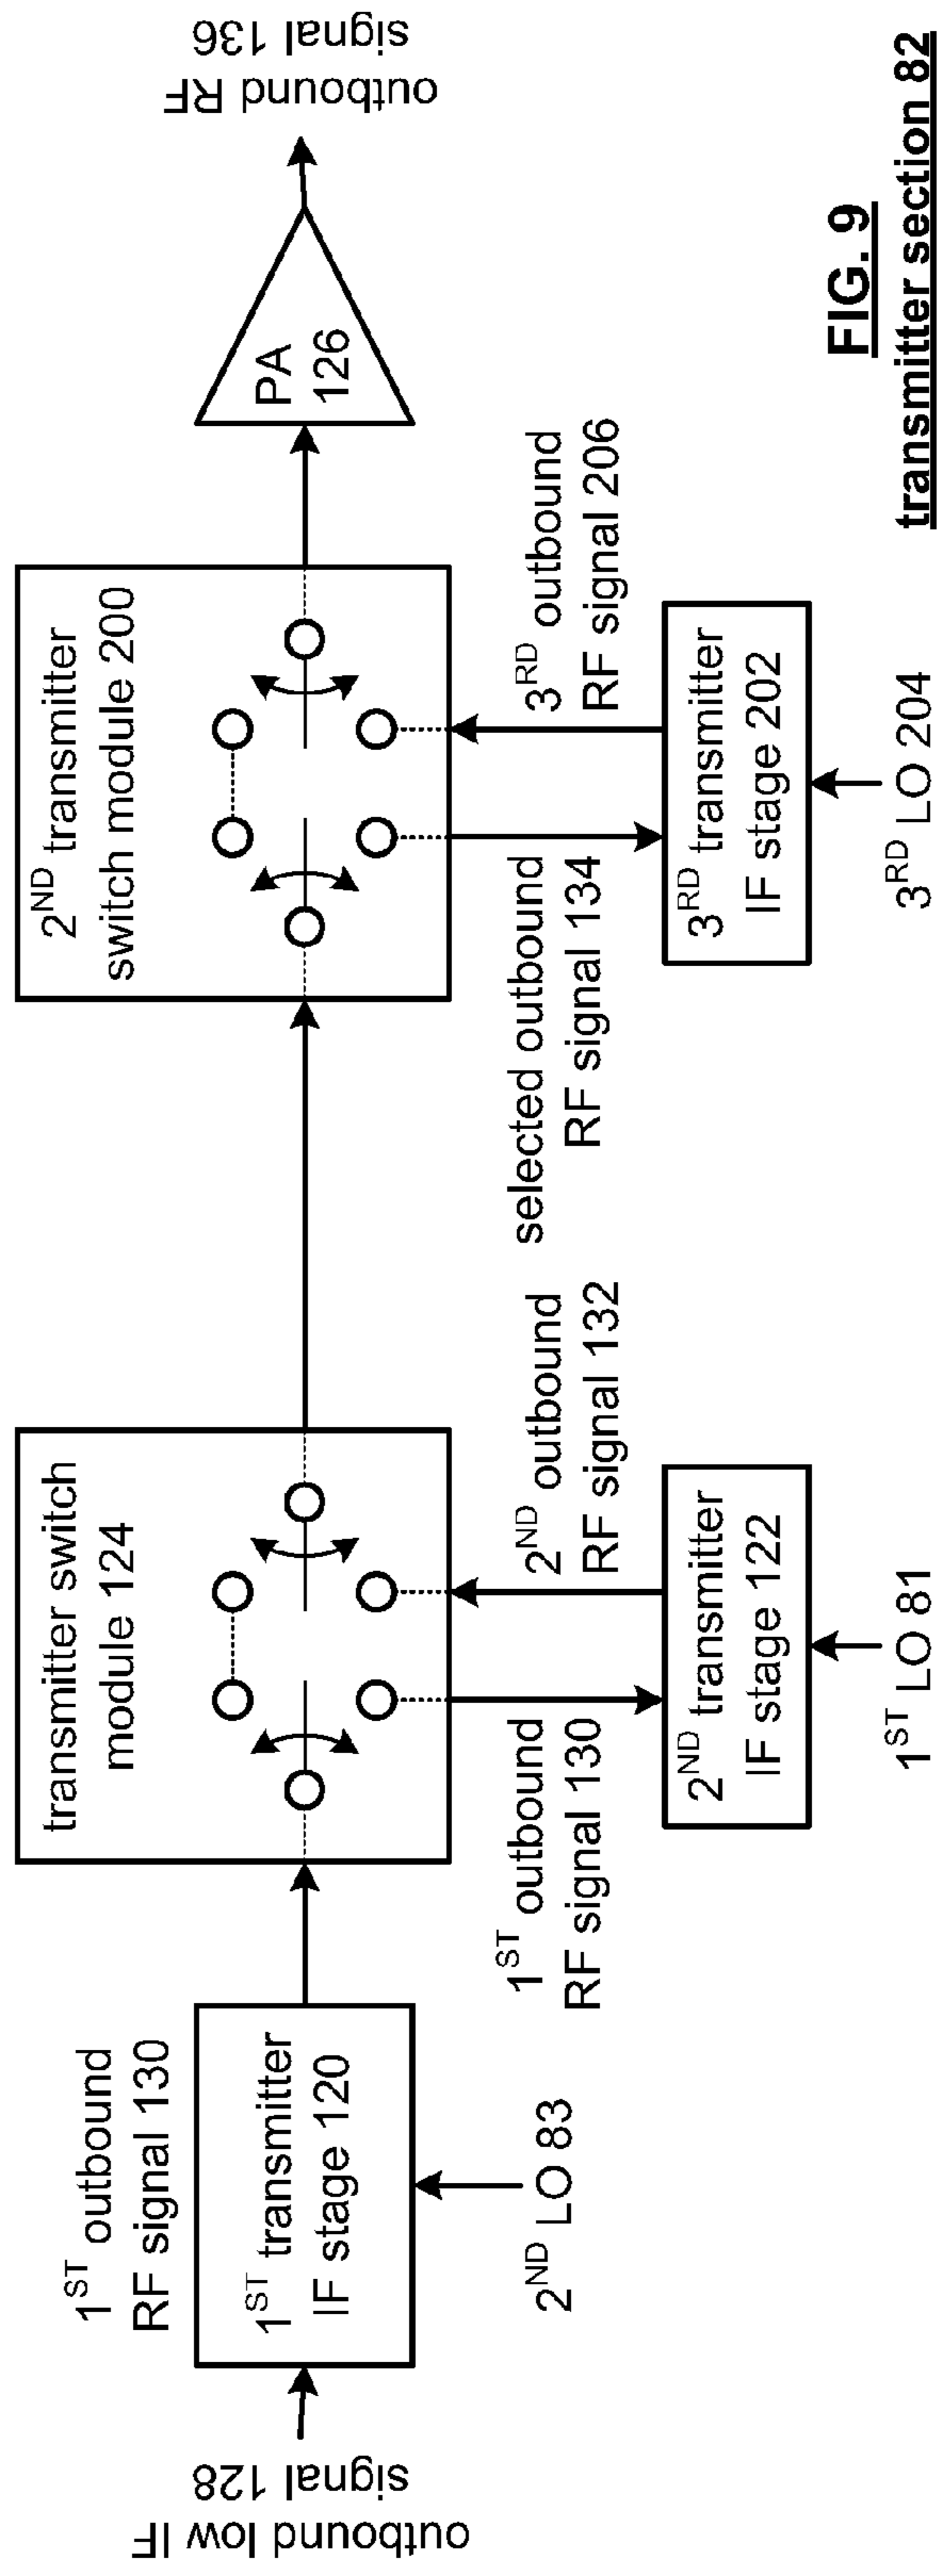 outbound low IF
signal 128
1ST outbound
RF signal 130
1ST transmitter
IF stage 120
2ND LO 83
transmitter switch
module 124
1ST outbound
RF signal 130
2ND outbound
RF signal 132
2ND transmitter
IF stage 122
1ST LO 81
2ND transmitter
switch module 200
selected outbound
RF signal 134
3RD outbound
RF signal 206
3RD transmitter
IF stage 202
3RD LO 204
PA
126
outbound RF
signal 136
FIG. 9
transmitter section 82